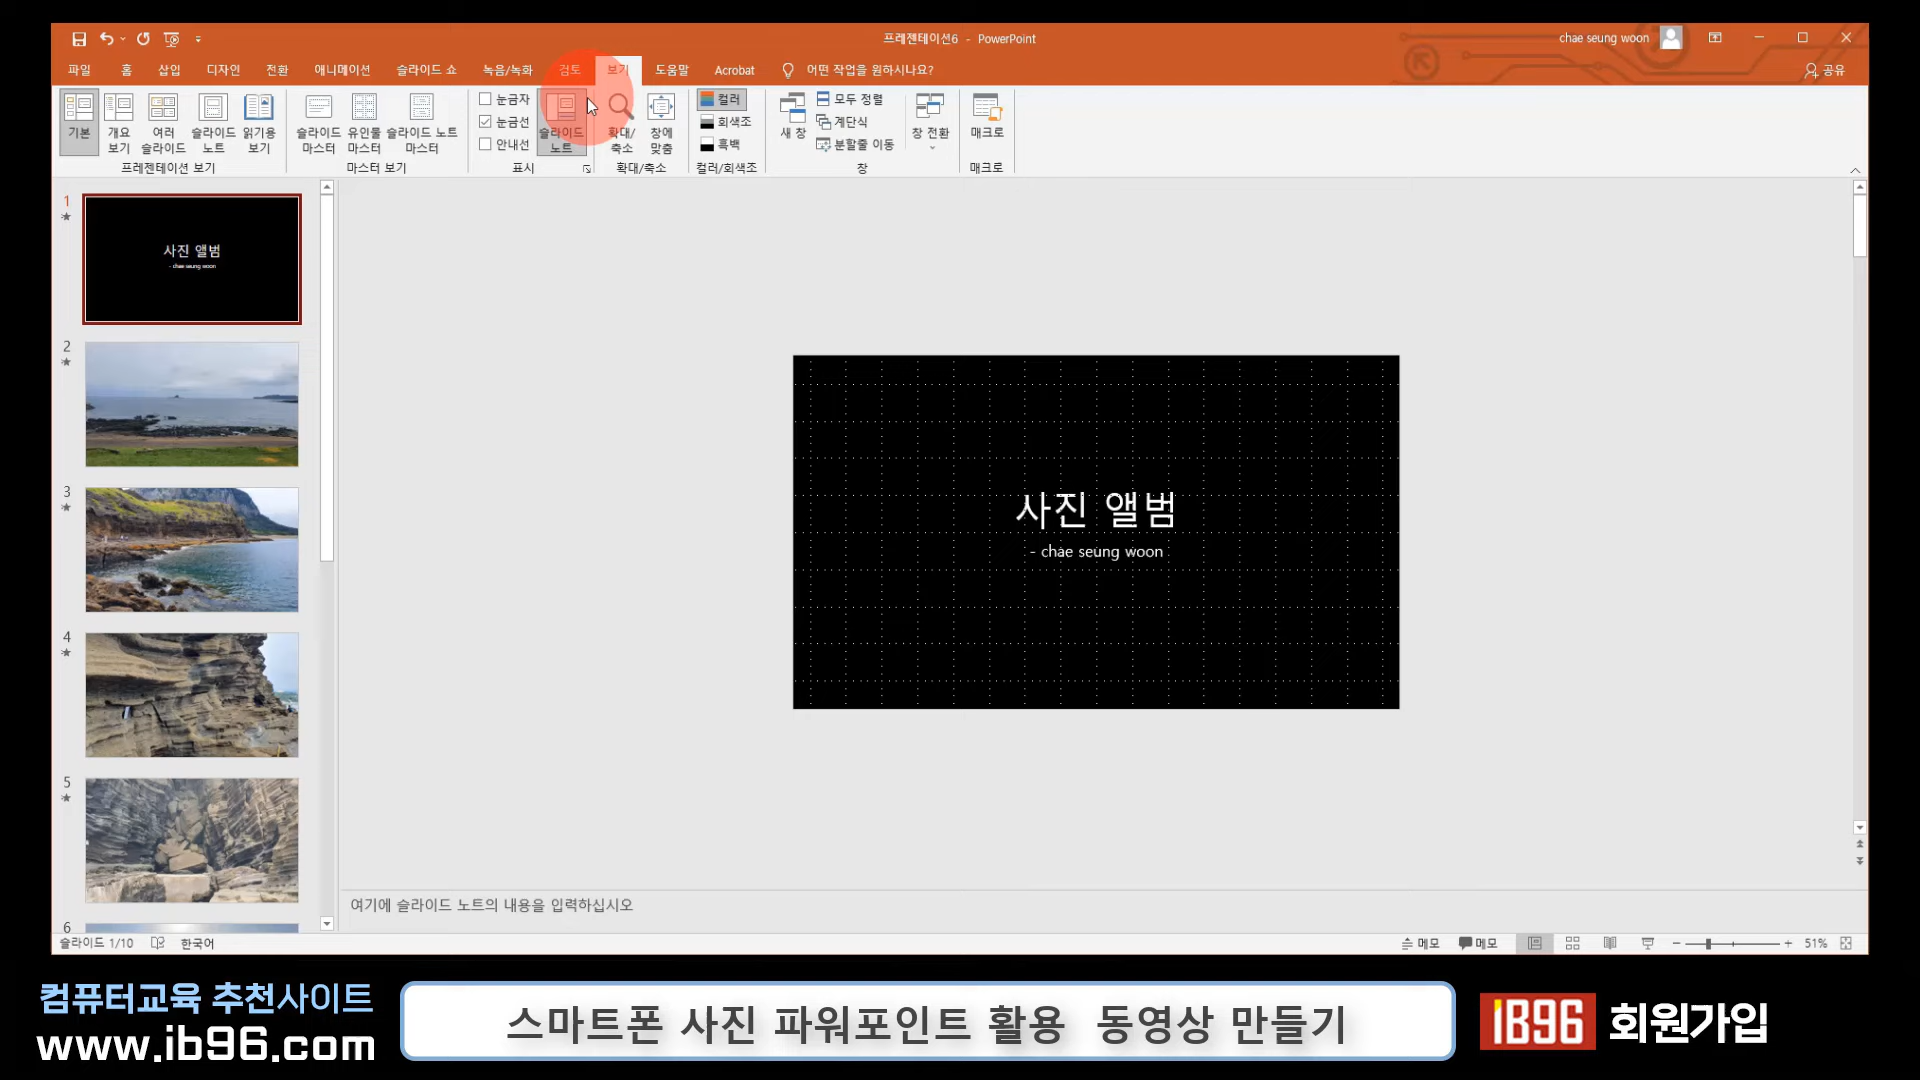 프레젠테이션6 - PowerPoint
chae seung woon
파일 홈 삽입 디자인 전환 애니메이션 슬라이드 쇼 녹음/녹화 검토 보기 도움말 Acrobat 어떤 작업을 원하시나요? 공유
기본
개요
보기
여러
슬라이드
슬라이드
노트
읽기용
보기
프레젠테이션 보기
슬라이드
마스터
유인물
마스터
슬라이드 노트
마스터
마스터 보기
눈금자
눈금선
안내선
슬라이드
노트
표시
확대/
축소
창에
맞춤
확대/축소
컬러
회색조
흑백
컬러/회색조
새 창
모두 정렬
계단식
분할줄 이동
창 전환
창
매크로
매크로
1
사진 앨범
- chae seung woon
2
3
4
5
6
사진 앨범
- chae seung woon
여기에 슬라이드 노트의 내용을 입력하십시오
슬라이드 1/10 한국어 메모 메모 51%
컴퓨터교육 추천사이트
www.ib96.com
스마트폰 사진 파워포인트 활용 동영상 만들기
IB96 회원가입